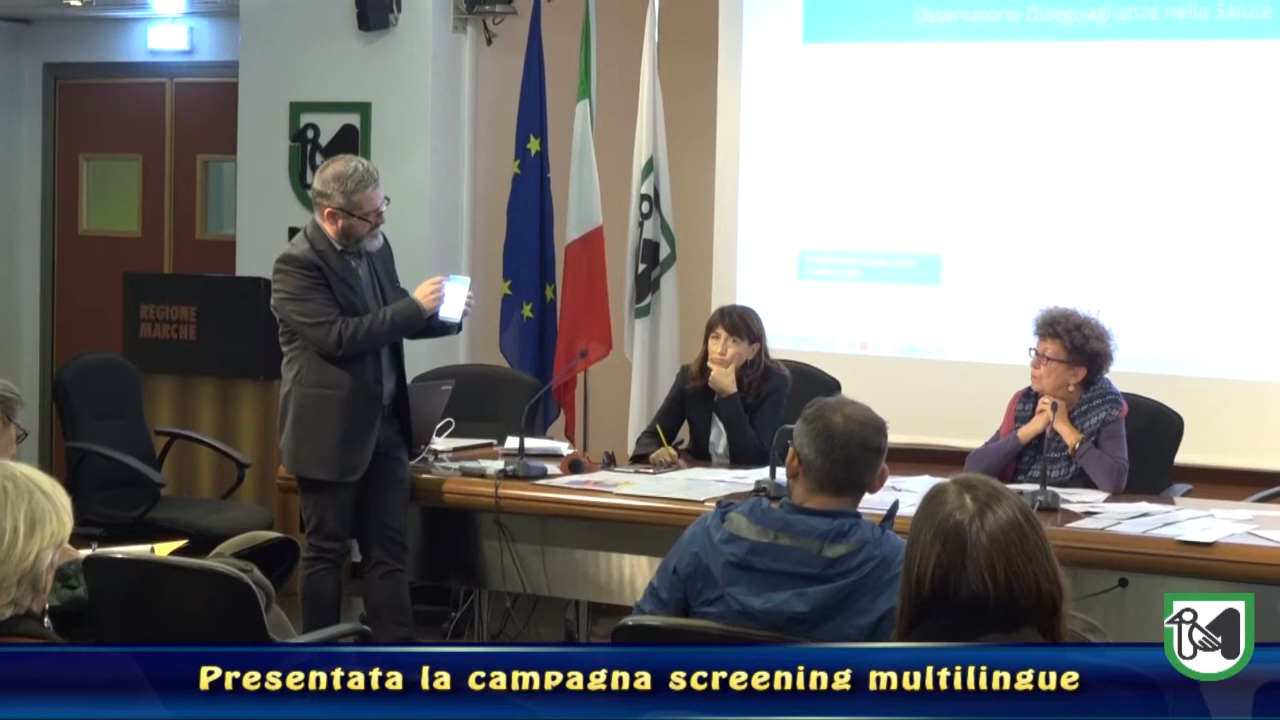 Osservatorio Diseguaglianze nella Salute
REGIONE
MARCHE
Presentata la campagna screening multilingue